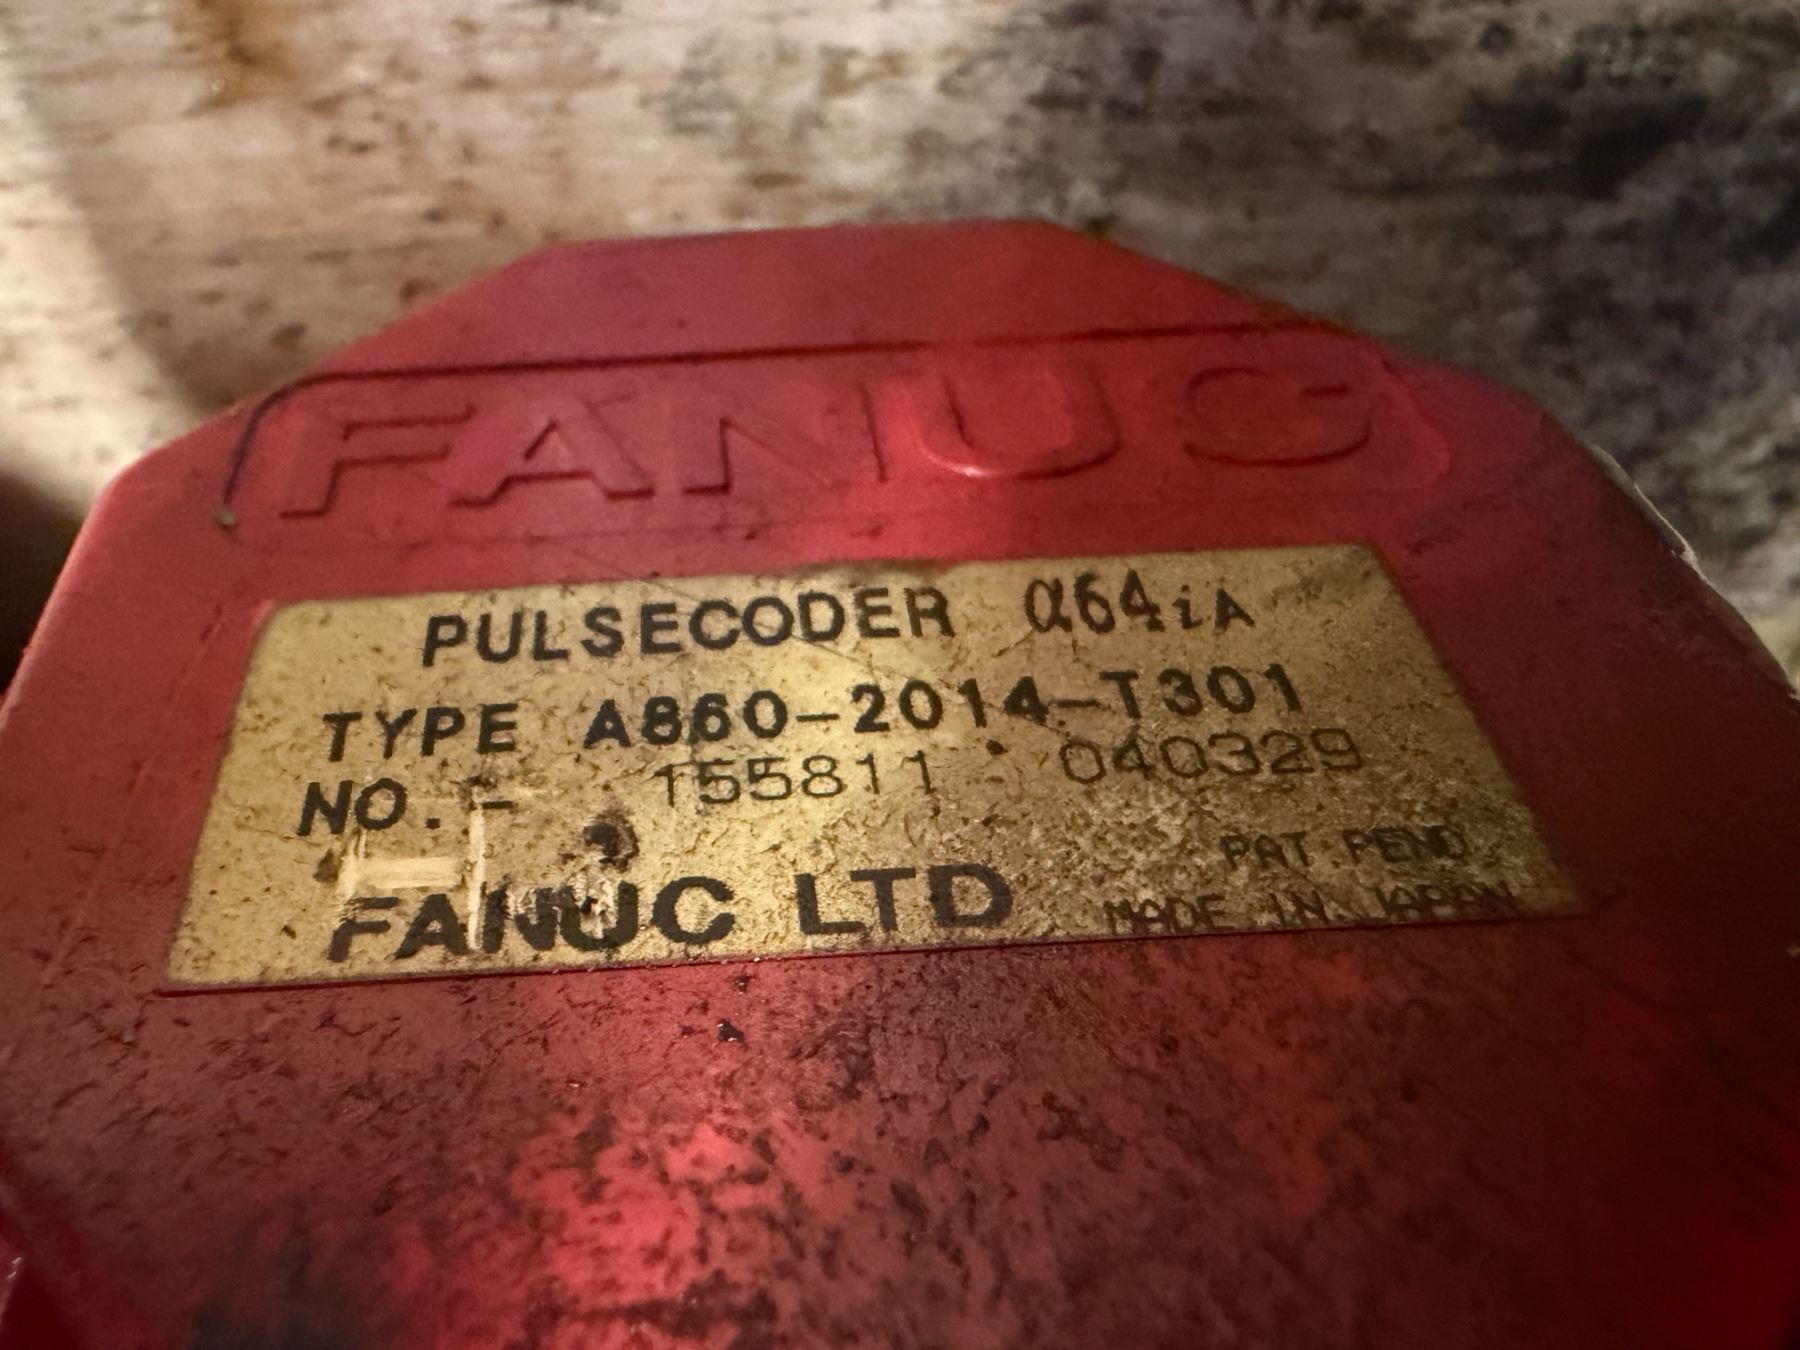 FANUC
PULSECODER α64iA
TYPE A860-2014-T301
NO. - 155811 040329
PAT PEND
FANUC LTD MADE IN JAPAN